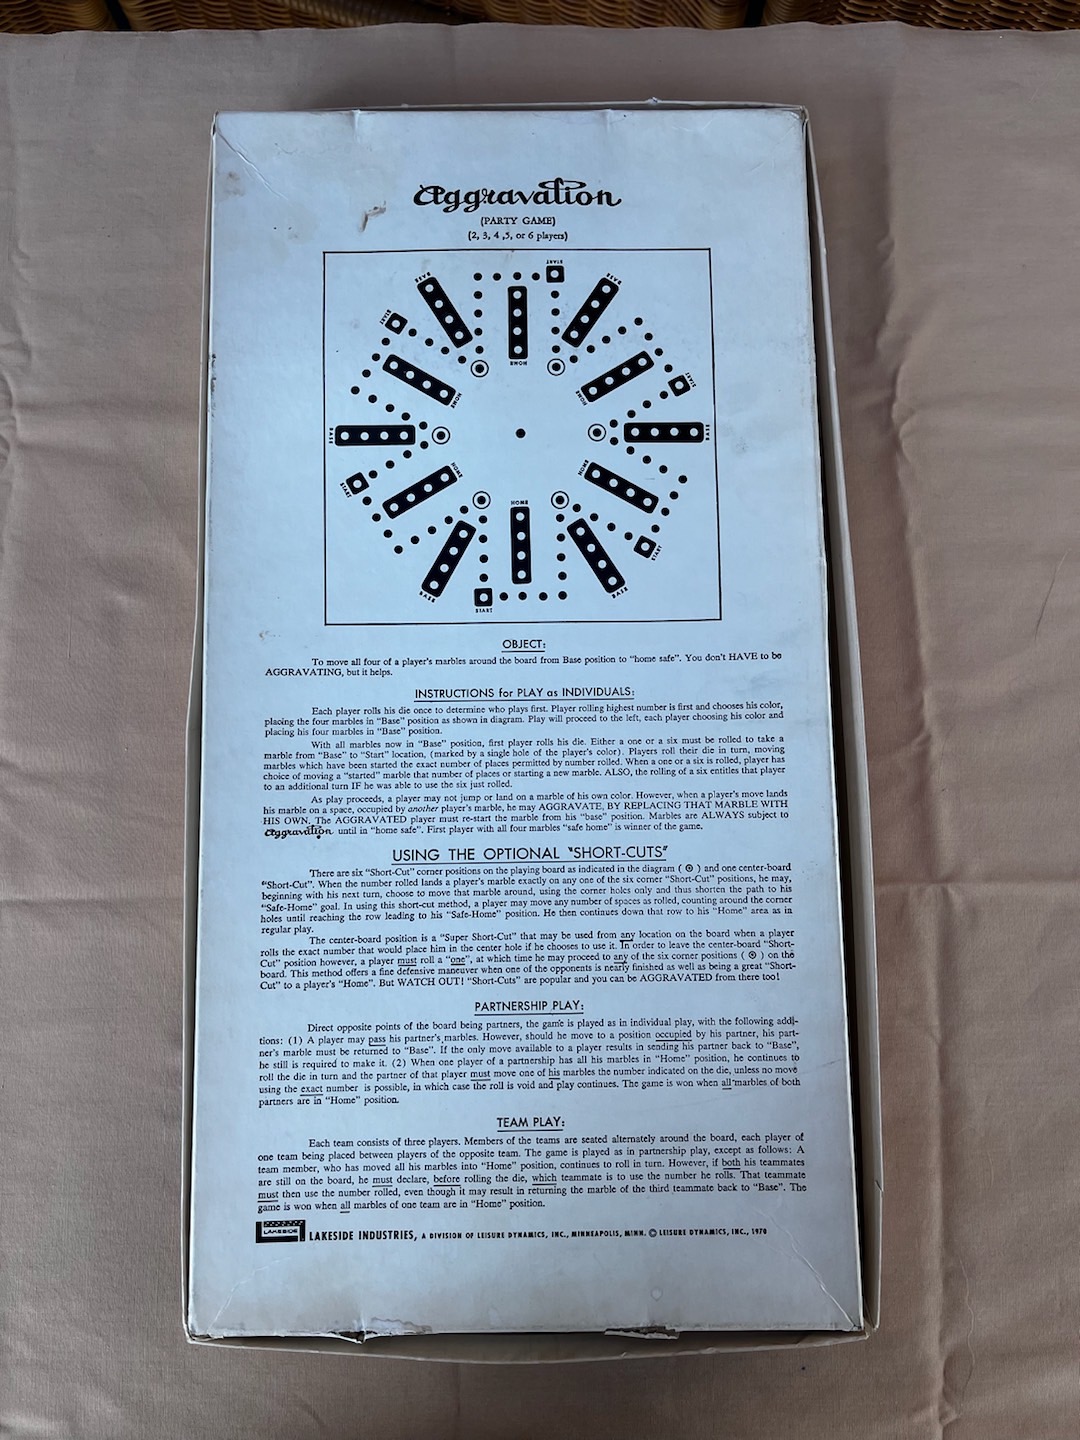 Aggravation
(PARTY GAME)
(2, 3, 4 ,5, or 6 players)
START
BASE
BASE
START
HOME
START
HOME
HOME
BASE
BASE
HOME
HOME
START
HOME
START
BASE
START
BASE
OBJECT:
To move all four of a player's marbles around the board from Base position to "home safe". You don't HAVE to be
AGGRAVATING, but it helps.
INSTRUCTIONS for PLAY as INDIVIDUALS:
Each player rolls his die once to determine who plays first. Player rolling highest number is first and chooses his color,
placing the four marbles in "Base" position as shown in diagram. Play will proceed to the left, each player choosing his color and
placing his four marbles in "Base" position.
With all marbles now in "Base" position, first player rolls his die. Either a one or a six must be rolled to take a
marble from "Base" to "Start" location, (marked by a single hole of the player's color). Players roll their die in turn, moving
marbles which have been started the exact number of places permitted by number rolled. When a one or a six is rolled, player has
choice of moving a "started" marble that number of places or starting a new marble. ALSO, the rolling of a six entitles that player
to an additional turn IF he was able to use the six just rolled.
As play proceeds, a player may not jump or land on a marble of his own color. However, when a player's move lands
his marble on a space, occupied by another player's marble, he may AGGRAVATE, BY REPLACING THAT MARBLE WITH
HIS OWN. The AGGRAVATED player must re-start the marble from his "base" position. Marbles are ALWAYS subject to
Aggravation until in "home safe". First player with all four marbles "safe home" is winner of the game.
USING THE OPTIONAL "SHORT-CUTS"
There are six "Short-Cut" corner positions on the playing board as indicated in the diagram ( ⦿ ) and one center-board
"Short-Cut". When the number rolled lands a player's marble exactly on any one of the six corner "Short-Cut" positions, he may,
beginning with his next turn, choose to move that marble around, using the corner holes only and thus shorten the path to his
"Safe-Home" goal. In using this short-cut method, a player may move any number of spaces as rolled, counting around the corner
holes until reaching the row leading to his "Safe-Home" position. He then continues down that row to his "Home" area as in
regular play.
The center-board position is a "Super Short-Cut" that may be used from any location on the board when a player
rolls the exact number that would place him in the center hole if he chooses to use it. In order to leave the center-board "Short-
Cut" position however, a player must roll a "one", at which time he may proceed to any of the six corner positions ( ⦿ ) on the
board. This method offers a fine defensive maneuver when one of the opponents is nearly finished as well as being a great "Short-
Cut" to a player's "Home". But WATCH OUT! "Short-Cuts" are popular and you can be AGGRAVATED from there too!
PARTNERSHIP PLAY:
Direct opposite points of the board being partners, the game is played as in individual play, with the following addi-
tions: (1) A player may pass his partner's marbles. However, should he move to a position occupied by his partner, his part-
ner's marble must be returned to "Base". If the only move available to a player results in sending his partner back to "Base",
he still is required to make it. (2) When one player of a partnership has all his marbles in "Home" position, he continues to
roll the die in turn and the partner of that player must move one of his marbles the number indicated on the die, unless no move
using the exact number is possible, in which case the roll is void and play continues. The game is won when all marbles of both
partners are in "Home" position.
TEAM PLAY:
Each team consists of three players. Members of the teams are seated alternately around the board, each player of
one team being placed between players of the opposite team. The game is played as in partnership play, except as follows: A
team member, who has moved all his marbles into "Home" position, continues to roll in turn. However, if both his teammates
are still on the board, he must declare, before rolling the die, which teammate is to use the number he rolls. That teammate
must then use the number rolled, even though it may result in returning the marble of the third teammate back to "Base". The
game is won when all marbles of one team are in "Home" position.
LAKESIDE LAKESIDE INDUSTRIES, A DIVISION OF LEISURE DYNAMICS, INC., MINNEAPOLIS, MINN. © LEISURE DYNAMICS, INC., 1970